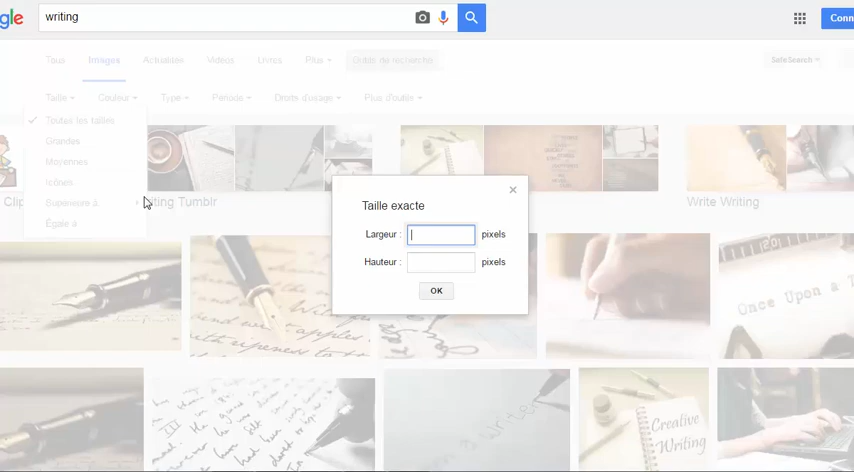 gle
writing
Conn
Tous Images Actualités Vidéos Livres Plus Outils de recherche SafeSearch
Taille Couleur Type Période Droits d'usage Plus d'outils
Toutes les tailles
Grandes
Moyennes
Icônes
Supérieure à
Égale à
Clip
iting Tumblr
Write Writing
Taille exacte
Largeur : pixels
Hauteur : pixels
OK
Once Upon a T
Creative
Writing